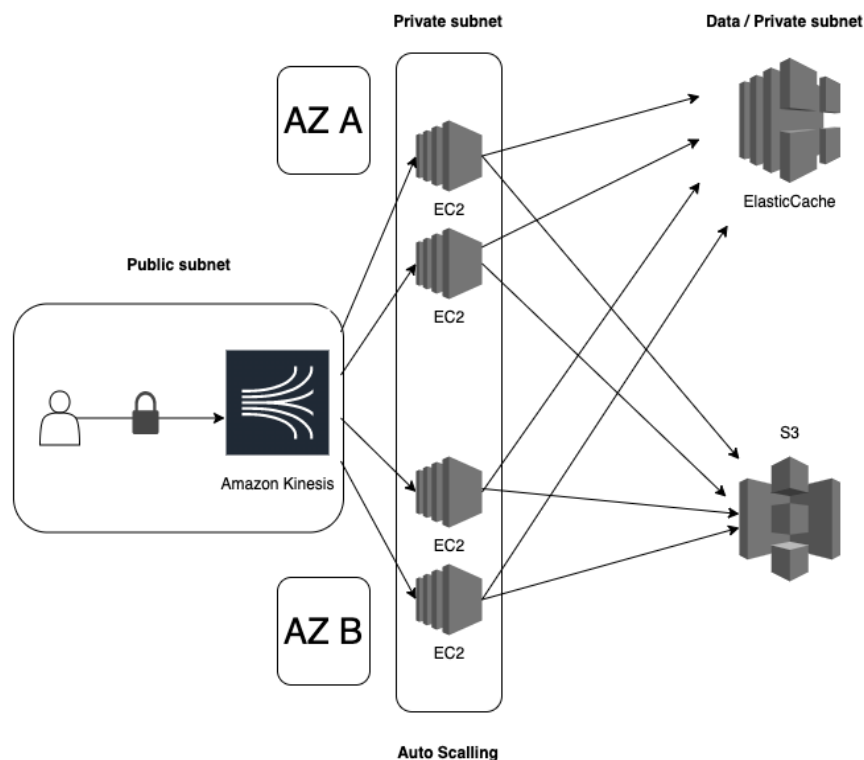 Private subnet
Data / Private subnet
AZ A
EC2
ElasticCache
Public subnet
EC2
Amazon Kinesis
S3
EC2
AZ B
EC2
Auto Scalling